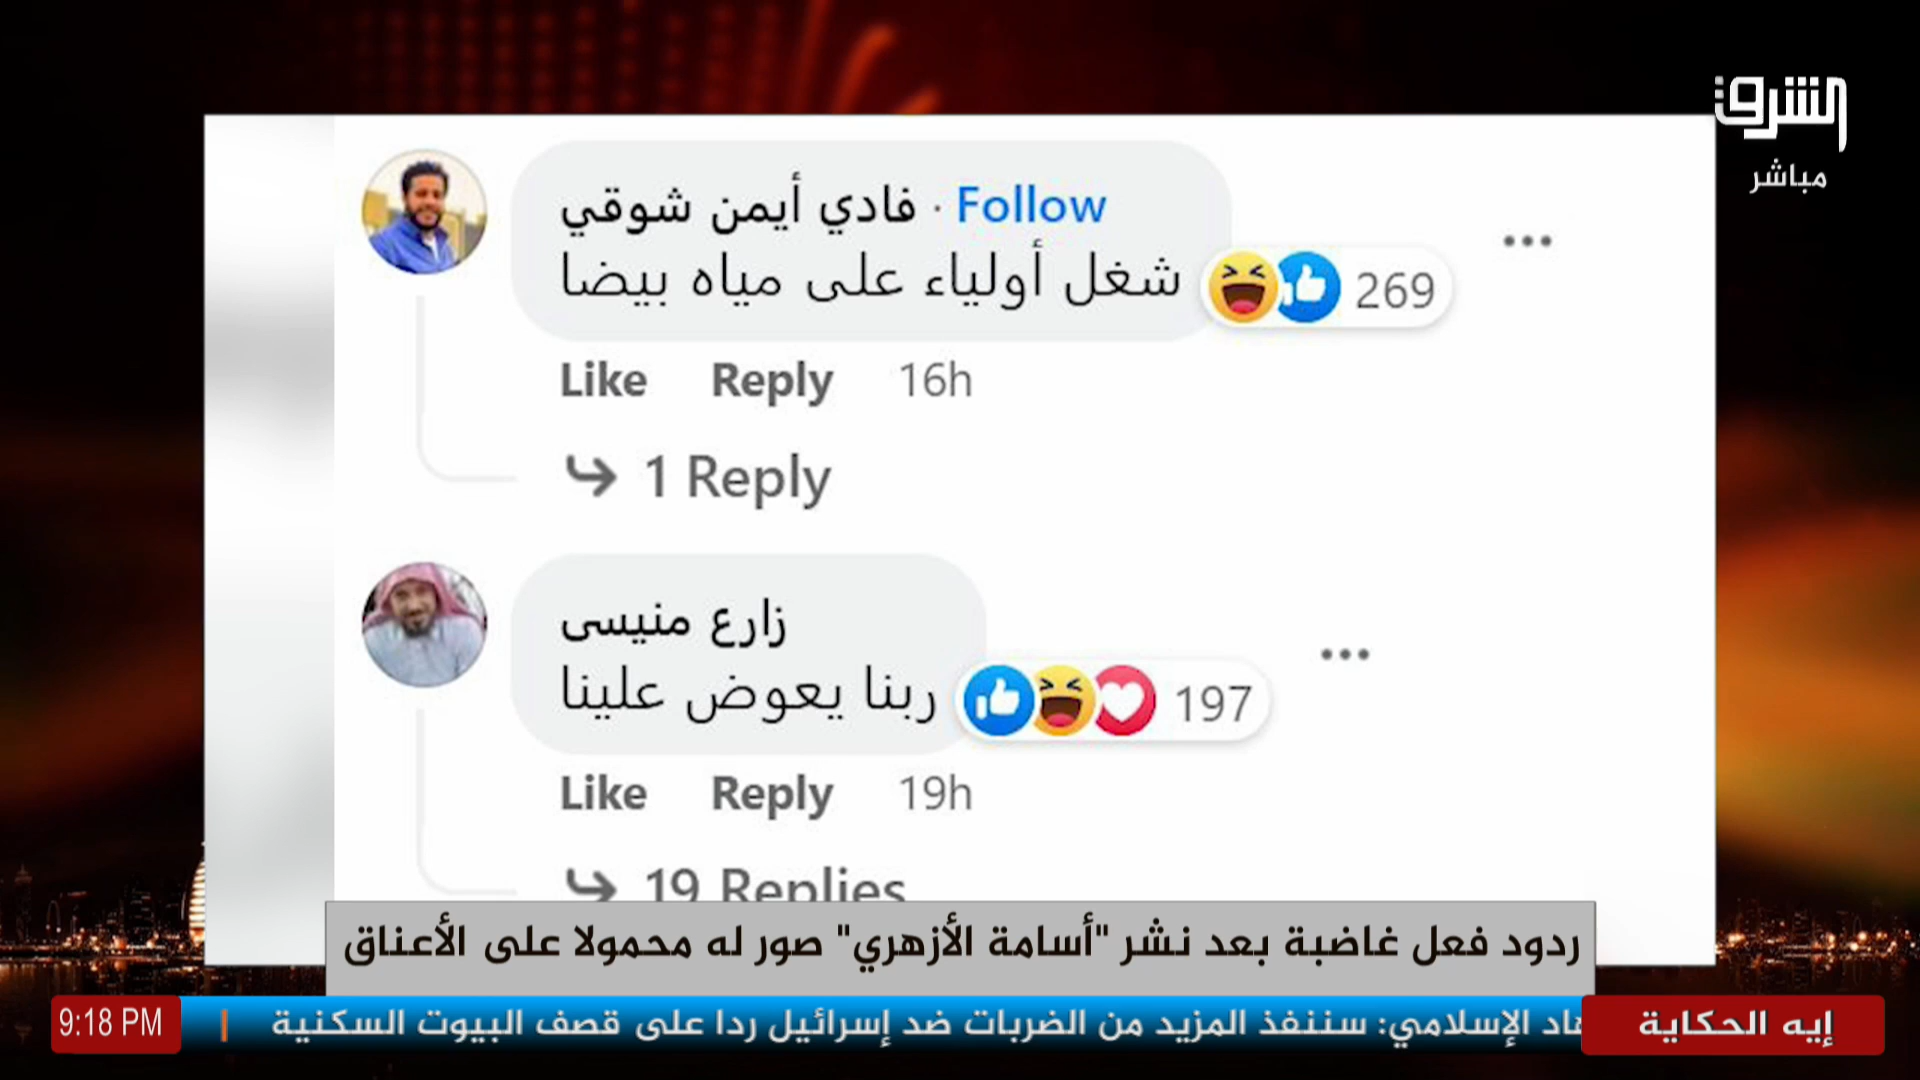 الشرق
مباشر
فادي أيمن شوقي · Follow
شغل أولياء على مياه بيضا
269
Like Reply 16h
1 Reply
زارع منيسى
ربنا يعوض علينا
197
Like Reply 19h
19 Replies
ردود فعل غاضبة بعد نشر "أسامة الأزهري" صور له محمولا على الأعناق
إيه الحكاية
الإسلامي: سننفذ المزيد من الضربات ضد إسرائيل ردا على قصف البيوت السكنية |
9:18 PM